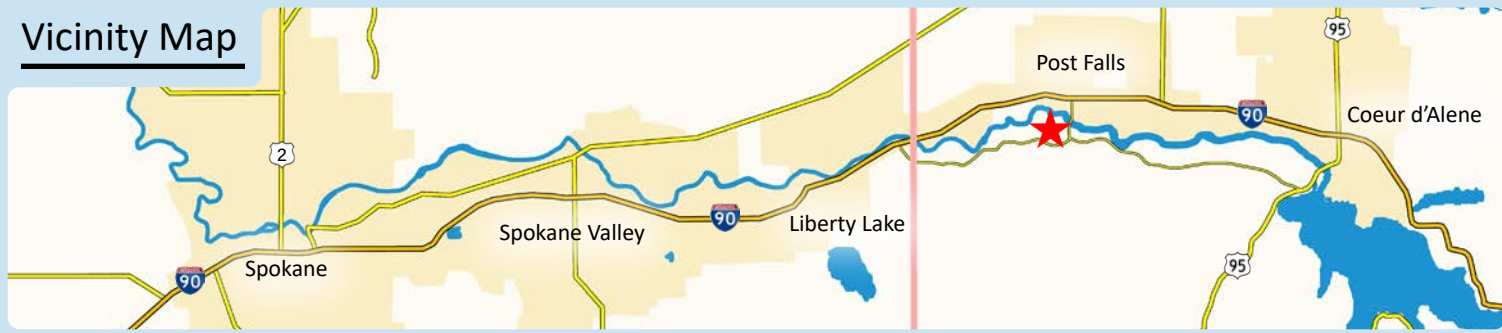 Vicinity Map
95
Post Falls
90
Coeur d'Alene
2
Spokane Valley
90
Liberty Lake
Spokane
90
95